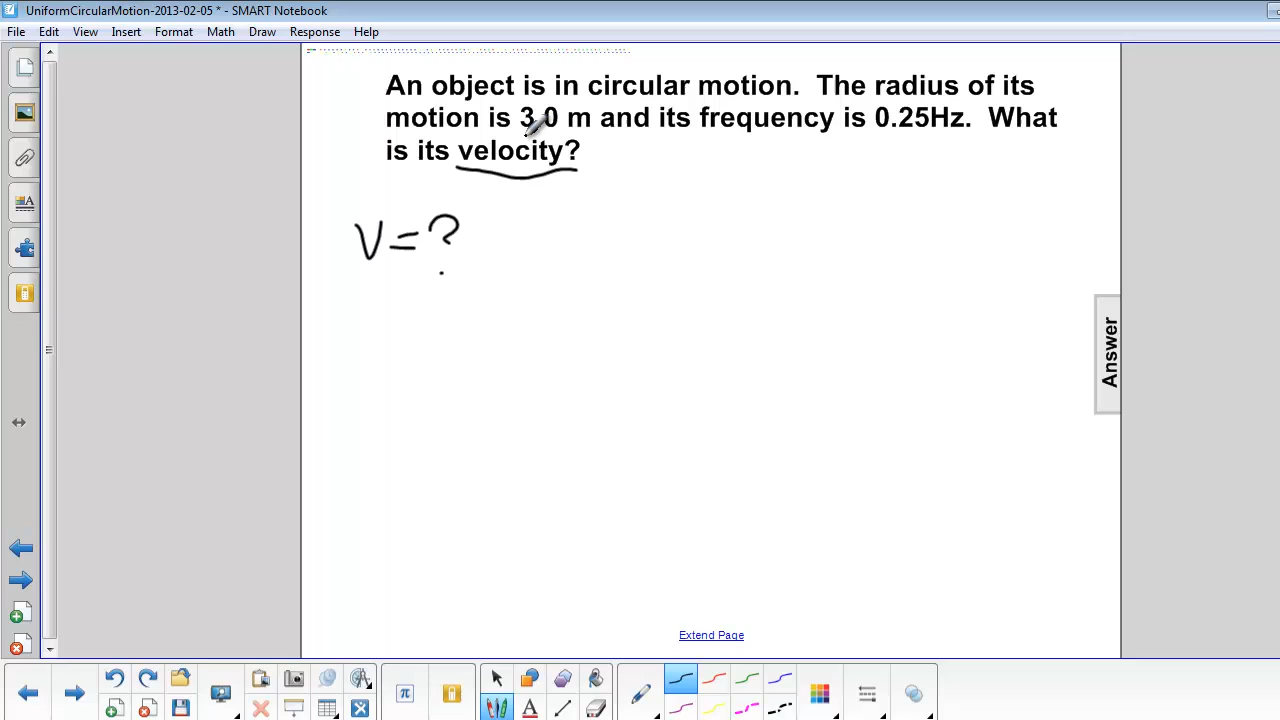 UniformCircularMotion-2013-02-05 * - SMART Notebook
File Edit View Insert Format Math Draw Response Help
An object is in circular motion. The radius of its
motion is 3.0 m and its frequency is 0.25Hz. What
is its velocity?
V=?
Answer
Extend Page
π
A